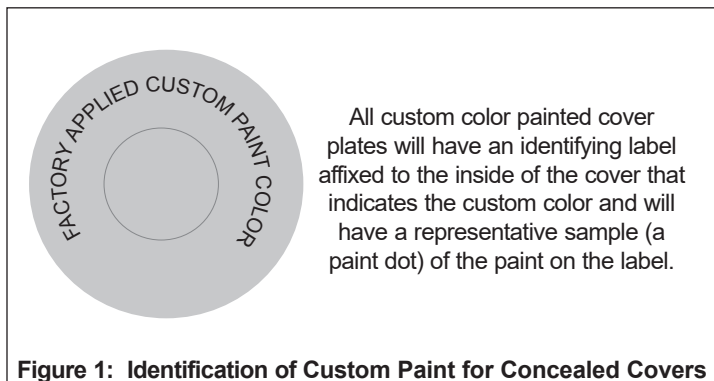 FACTORY APPLIED CUSTOM PAINT COLOR
All custom color painted cover
plates will have an identifying label
affixed to the inside of the cover that
indicates the custom color and will
have a representative sample (a
paint dot) of the paint on the label.
Figure 1: Identification of Custom Paint for Concealed Covers